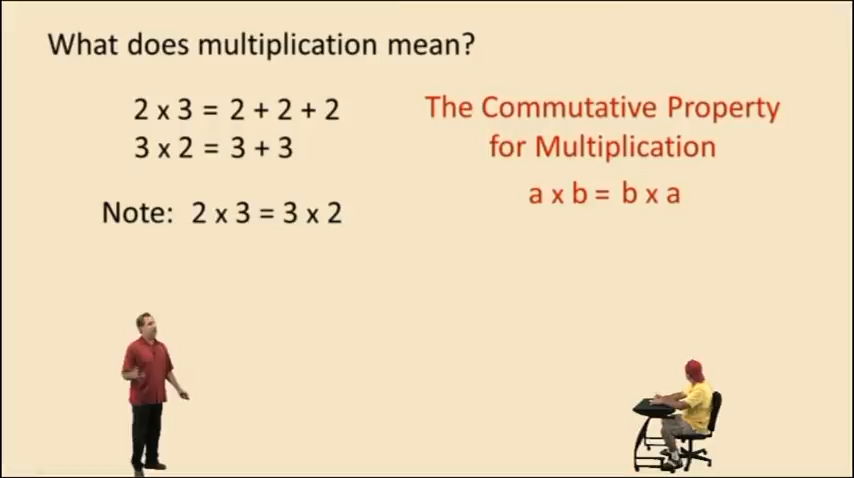 What does multiplication mean?
2 x 3 = 2 + 2 + 2
3 x 2 = 3 + 3
Note: 2 x 3 = 3 x 2
The Commutative Property
for Multiplication
a x b = b x a